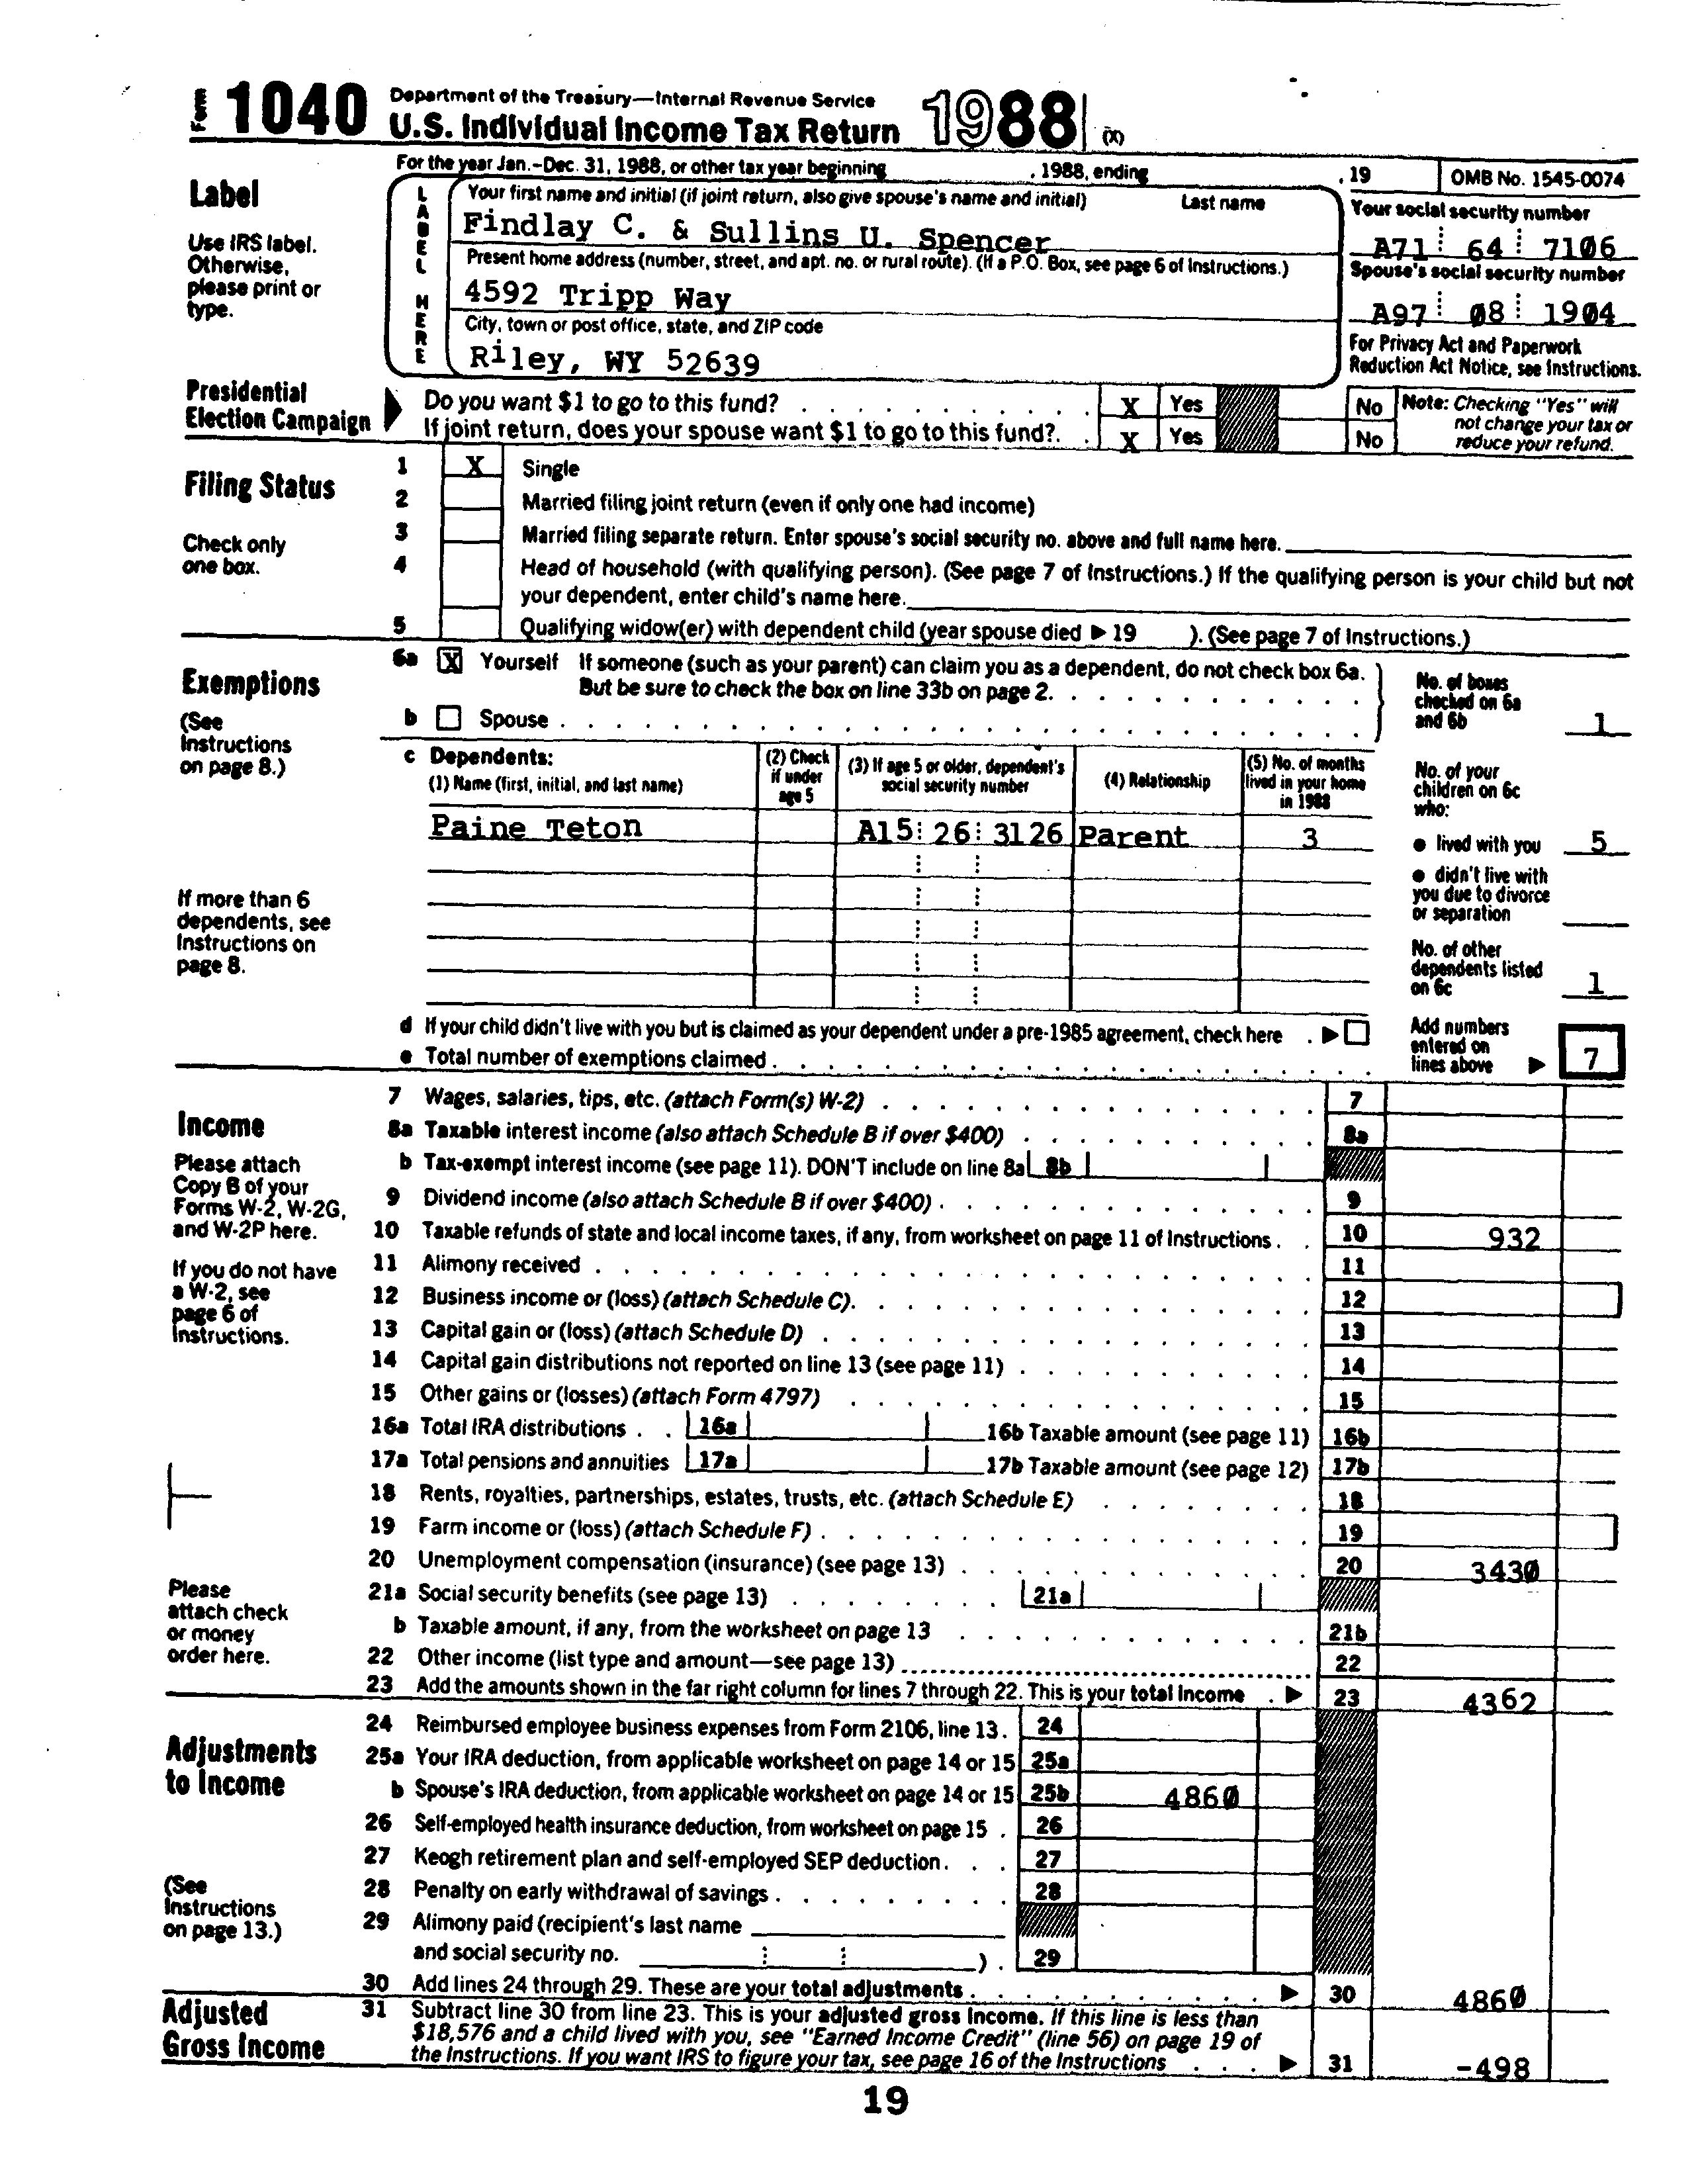 Form 1040 Department of the Treasury—Internal Revenue Service
U.S. Individual Income Tax Return 1988 (X)
For the year Jan.-Dec. 31, 1988, or other tax year beginning , 1988, ending , 19 OMB No. 1545-0074
Label
Use IRS label.
Otherwise,
please print or
type.
LABEL HERE
Your first name and initial (if joint return, also give spouse's name and initial) Last name
Findlay C. & Sullins U. Spencer
Present home address (number, street, and apt. no. or rural route). (If a P.O. Box, see page 6 of Instructions.)
4592 Tripp Way
City, town or post office, state, and ZIP code
Riley, WY 52639
Your social security number
A71 64 7106
Spouse's social security number
A97 08 1904
For Privacy Act and Paperwork
Reduction Act Notice, see Instructions.
Presidential
Election Campaign
Do you want $1 to go to this fund? X Yes No
If joint return, does your spouse want $1 to go to this fund? X Yes No
Note: Checking "Yes" will
not change your tax or
reduce your refund.
Filing Status
Check only
one box.
1 X Single
2 Married filing joint return (even if only one had income)
3 Married filing separate return. Enter spouse's social security no. above and full name here.
4 Head of household (with qualifying person). (See page 7 of Instructions.) If the qualifying person is your child but not
your dependent, enter child's name here.
5 Qualifying widow(er) with dependent child (year spouse died ▶ 19 ). (See page 7 of Instructions.)
Exemptions
(See
Instructions
on page 8.)
If more than 6
dependents, see
Instructions on
page 8.
6a X Yourself If someone (such as your parent) can claim you as a dependent, do not check box 6a.
But be sure to check the box on line 33b on page 2.
b Spouse
No. of boxes
checked on 6a
and 6b 1
c Dependents:
(1) Name (first, initial, and last name)
(2) Check
if under
age 5
(3) If age 5 or older, dependent's
social security number
(4) Relationship
(5) No. of months
lived in your home
in 1988
Paine Teton A15 26 3126 Parent 3
No. of your
children on 6c
who:
● lived with you 5
● didn't live with
you due to divorce
or separation
No. of other
dependents listed
on 6c 1
d If your child didn't live with you but is claimed as your dependent under a pre-1985 agreement, check here ▶
e Total number of exemptions claimed
Add numbers
entered on
lines above ▶ 7
Income
Please attach
Copy B of your
Forms W-2, W-2G,
and W-2P here.
If you do not have
a W-2, see
page 6 of
Instructions.
Please
attach check
or money
order here.
7 Wages, salaries, tips, etc. (attach Form(s) W-2) 7
8a Taxable interest income (also attach Schedule B if over $400) 8a
b Tax-exempt interest income (see page 11). DON'T include on line 8a 8b
9 Dividend income (also attach Schedule B if over $400) 9
10 Taxable refunds of state and local income taxes, if any, from worksheet on page 11 of Instructions 10 932
11 Alimony received 11
12 Business income or (loss) (attach Schedule C) 12
13 Capital gain or (loss) (attach Schedule D) 13
14 Capital gain distributions not reported on line 13 (see page 11) 14
15 Other gains or (losses) (attach Form 4797) 15
16a Total IRA distributions 16a 16b Taxable amount (see page 11) 16b
17a Total pensions and annuities 17a 17b Taxable amount (see page 12) 17b
18 Rents, royalties, partnerships, estates, trusts, etc. (attach Schedule E) 18
19 Farm income or (loss) (attach Schedule F) 19
20 Unemployment compensation (insurance) (see page 13) 20 3430
21a Social security benefits (see page 13) 21a
b Taxable amount, if any, from the worksheet on page 13 21b
22 Other income (list type and amount—see page 13) 22
23 Add the amounts shown in the far right column for lines 7 through 22. This is your total income ▶ 23 4362
Adjustments
to Income
(See
Instructions
on page 13.)
24 Reimbursed employee business expenses from Form 2106, line 13. 24
25a Your IRA deduction, from applicable worksheet on page 14 or 15 25a
b Spouse's IRA deduction, from applicable worksheet on page 14 or 15 25b 4860
26 Self-employed health insurance deduction, from worksheet on page 15 26
27 Keogh retirement plan and self-employed SEP deduction 27
28 Penalty on early withdrawal of savings 28
29 Alimony paid (recipient's last name
and social security no. ) 29
30 Add lines 24 through 29. These are your total adjustments ▶ 30 4860
Adjusted
Gross Income
31 Subtract line 30 from line 23. This is your adjusted gross income. If this line is less than
$18,576 and a child lived with you, see "Earned Income Credit" (line 56) on page 19 of
the Instructions. If you want IRS to figure your tax, see page 16 of the Instructions ▶ 31 -498
19